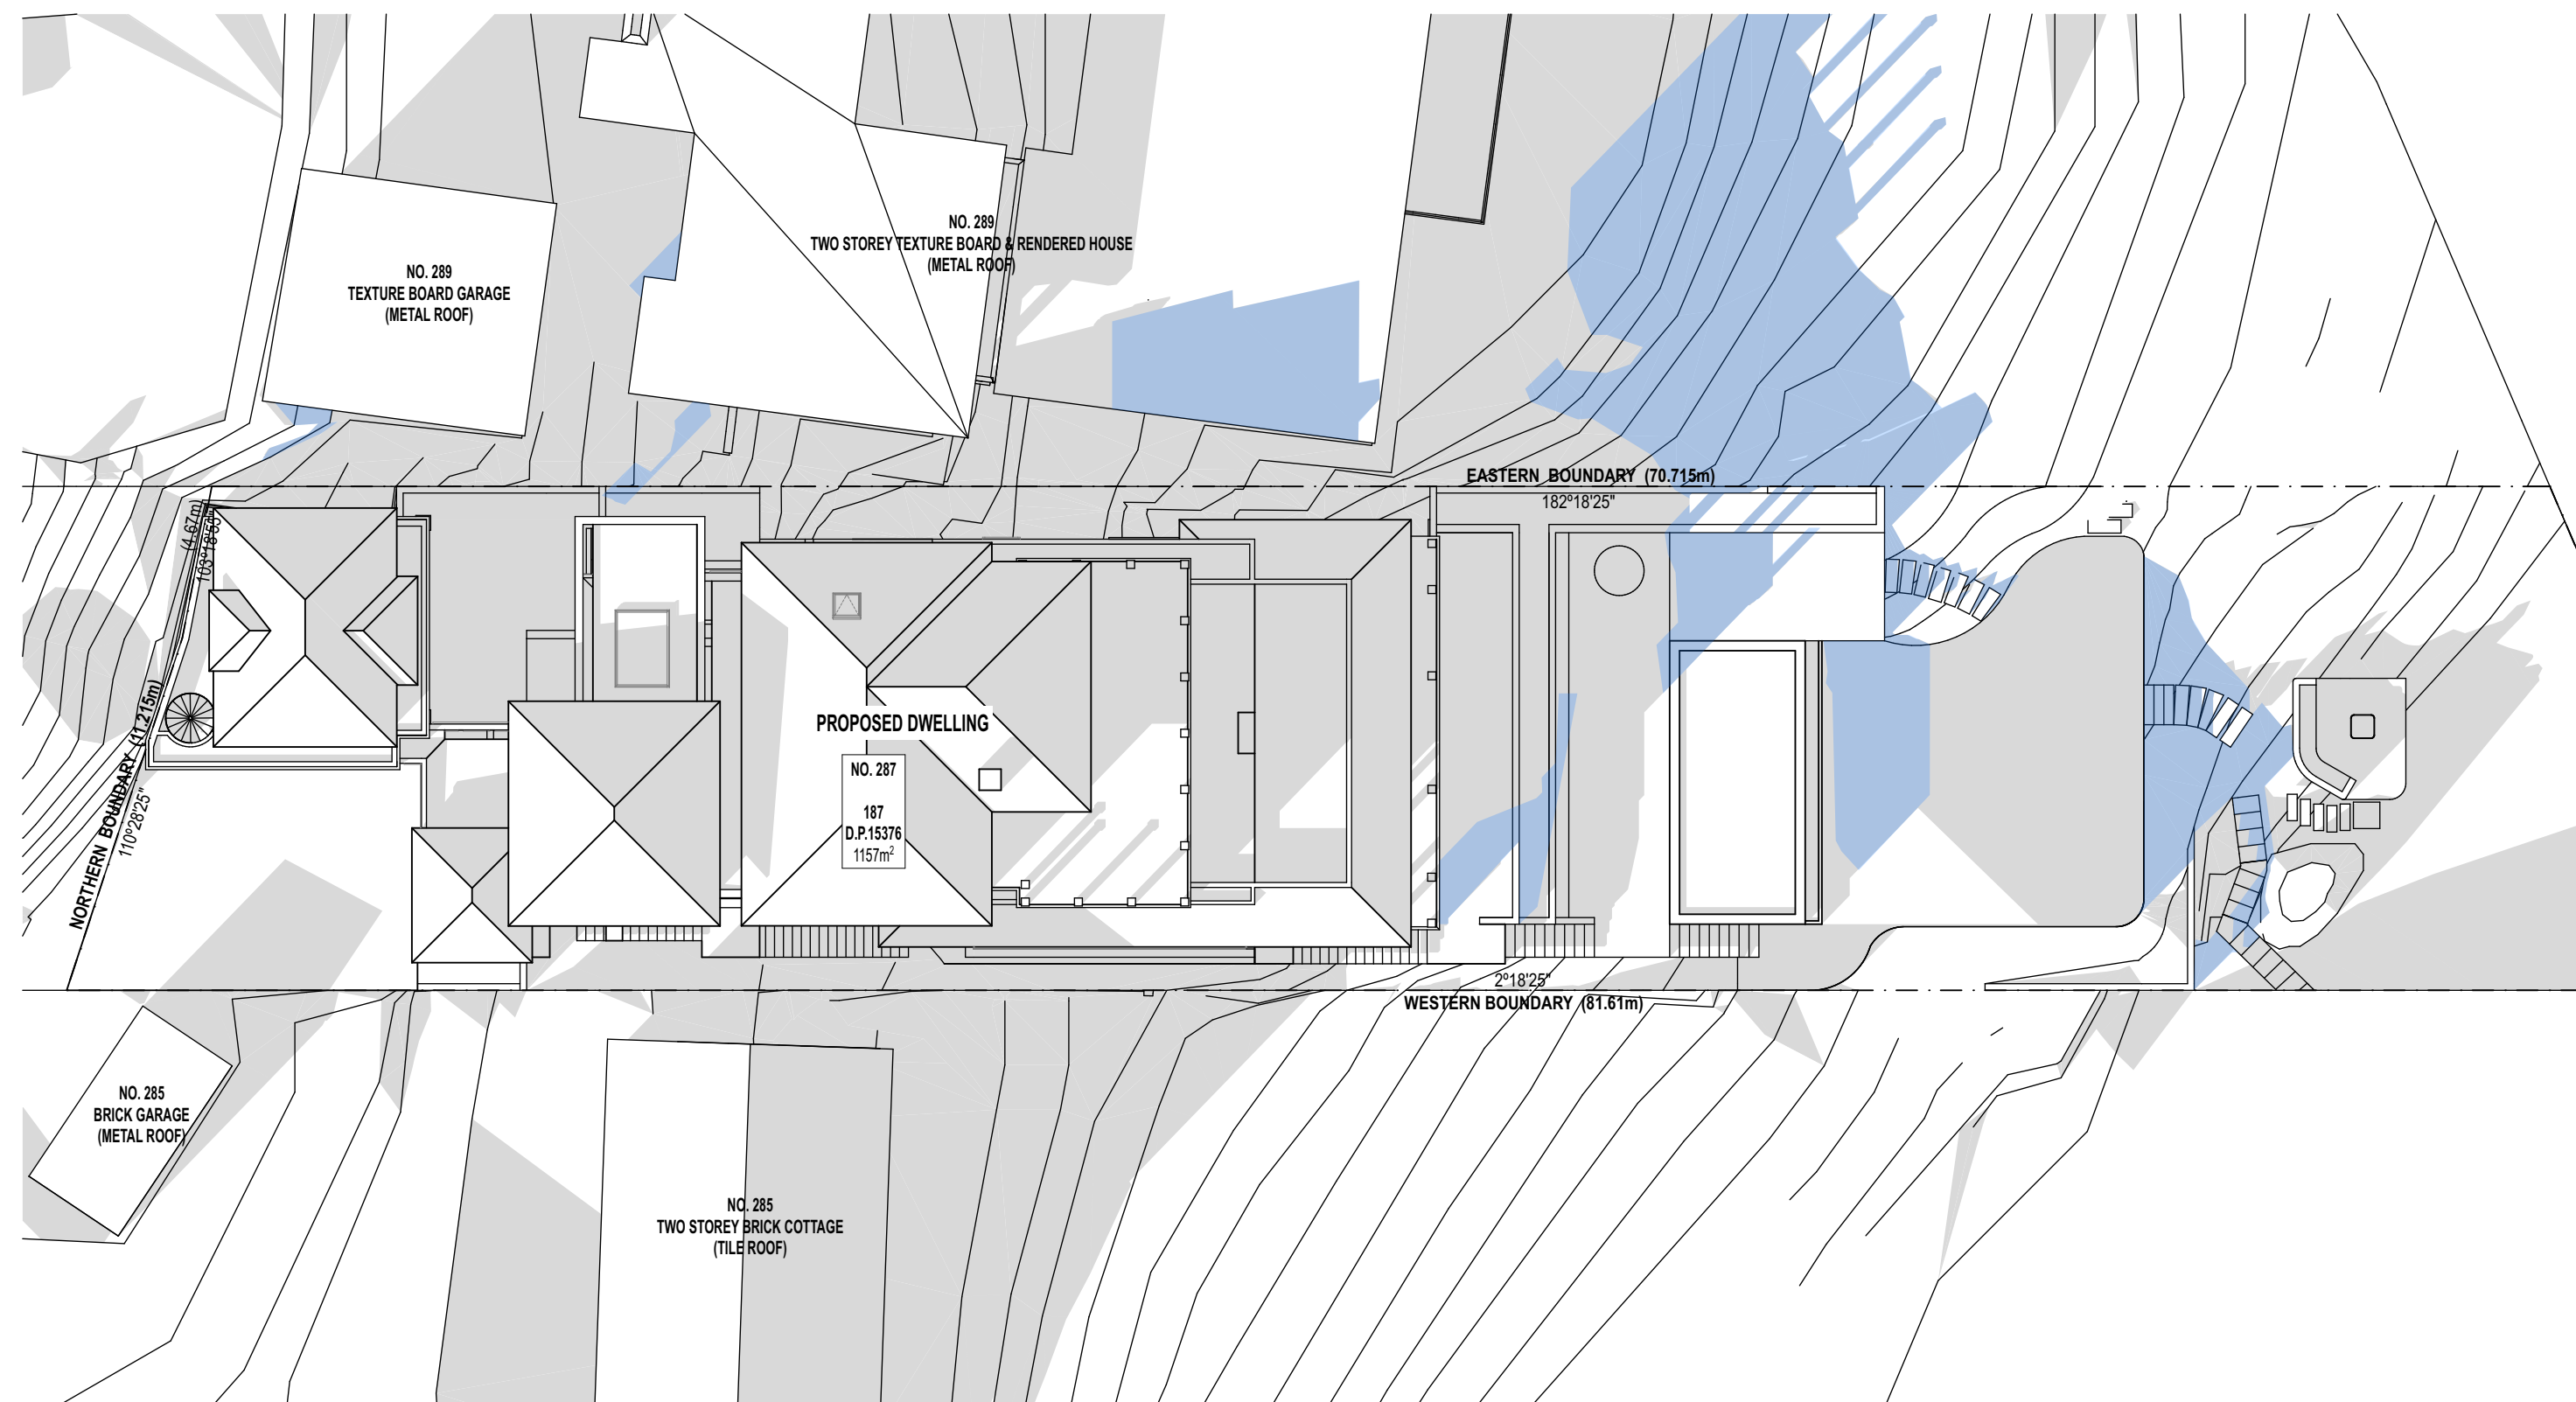 NO. 289
TWO STOREY TEXTURE BOARD & RENDERED HOUSE
(METAL ROOF)
NO. 289
TEXTURE BOARD GARAGE
(METAL ROOF)
EASTERN BOUNDARY (70.715m)
182°18'25"
(4.67m)
103°18'55"
NORTHERN BOUNDARY (11.215m)
110°28'25"
PROPOSED DWELLING
NO. 287
187
D.P.15376
1157m²
2°18'25"
WESTERN BOUNDARY (81.61m)
NO. 285
BRICK GARAGE
(METAL ROOF)
NO. 285
TWO STOREY BRICK COTTAGE
(TILE ROOF)